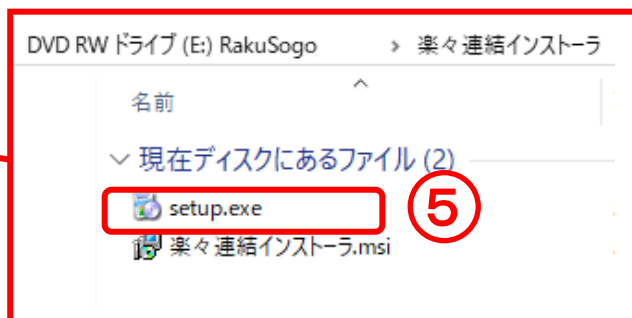 DVD RW ドライブ (E:) RakuSogo › 楽々連結インストーラ
名前
現在ディスクにあるファイル (2)
setup.exe
⑤
楽々連結インストーラ.msi